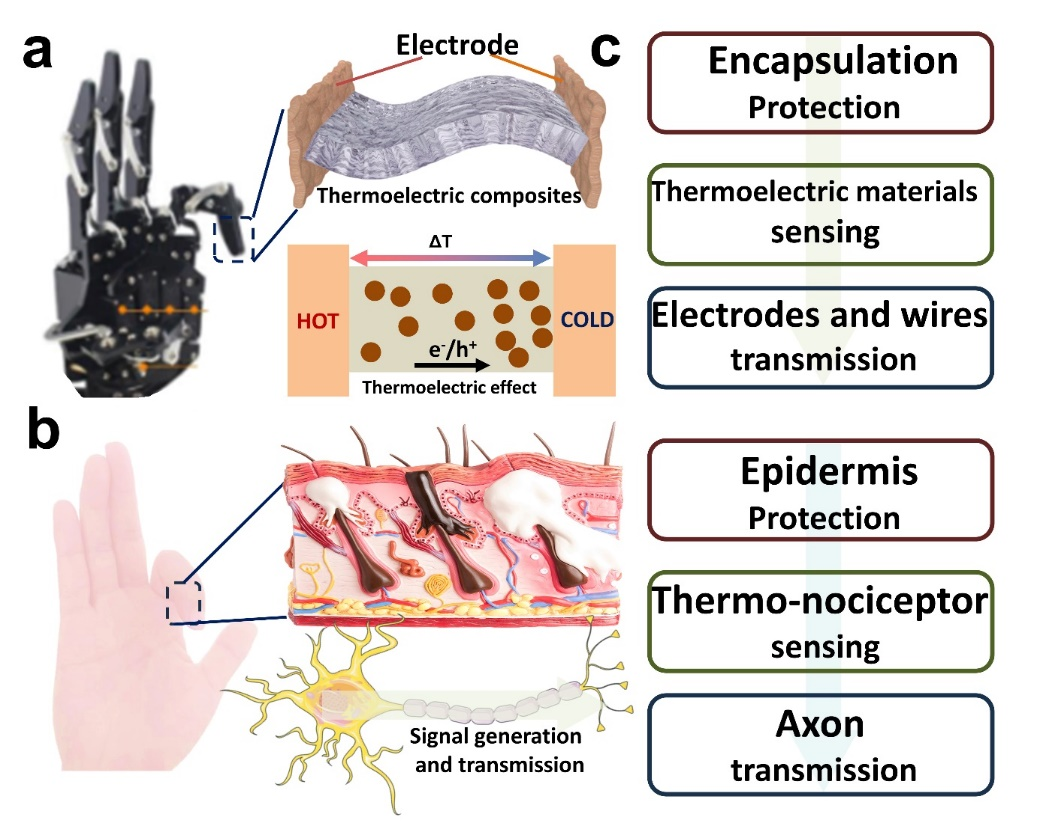 a
Electrode
Thermoelectric composites
ΔT
HOT
COLD
e⁻/h⁺
Thermoelectric effect
b
Signal generation
and transmission
c
Encapsulation
Protection
Thermoelectric materials
sensing
Electrodes and wires
transmission
Epidermis
Protection
Thermo-nociceptor
sensing
Axon
transmission